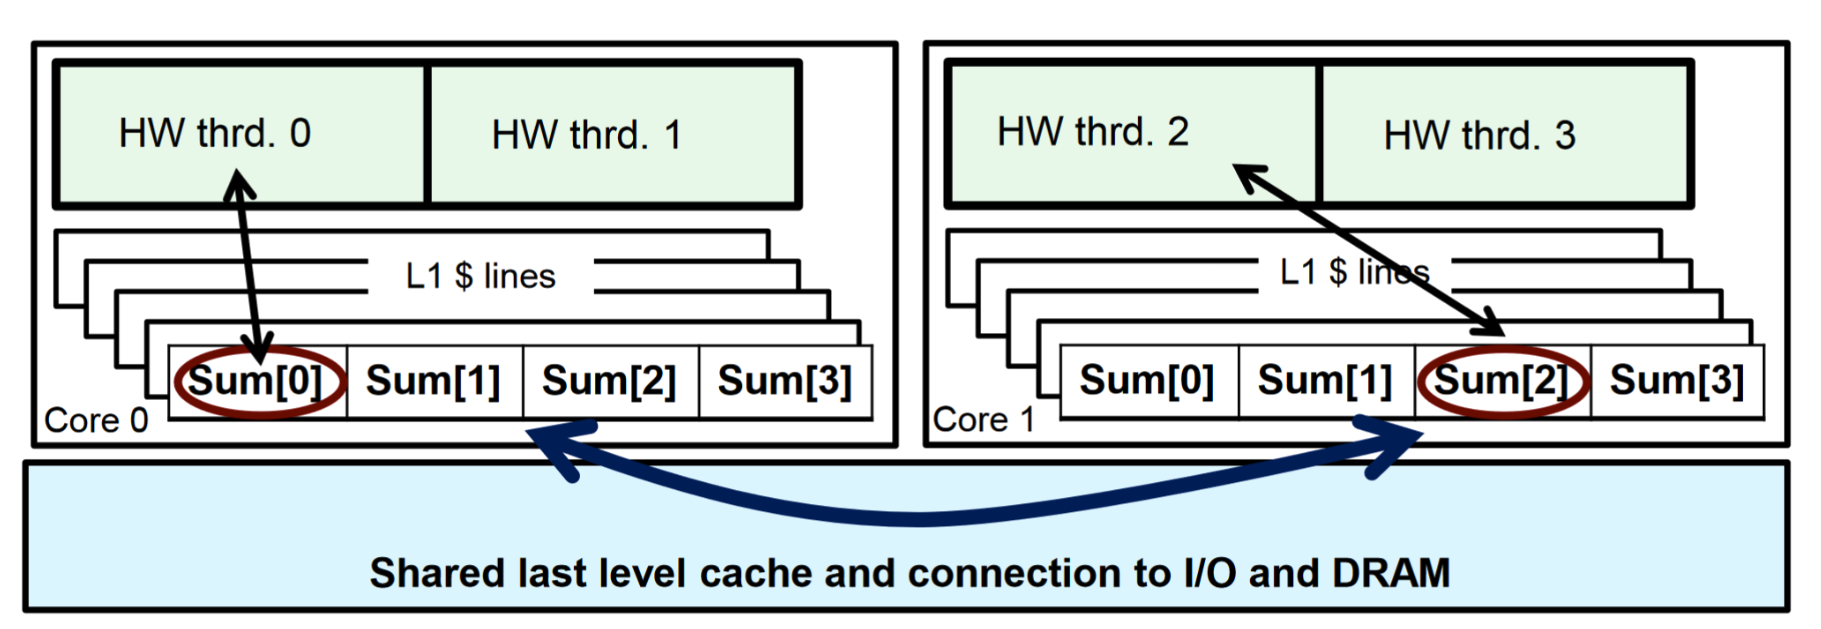 HW thrd. 0
HW thrd. 1
L1 $ lines
Sum[0] Sum[1] Sum[2] Sum[3]
Core 0
HW thrd. 2
HW thrd. 3
L1 $ lines
Sum[0] Sum[1] Sum[2] Sum[3]
Core 1
Shared last level cache and connection to I/O and DRAM